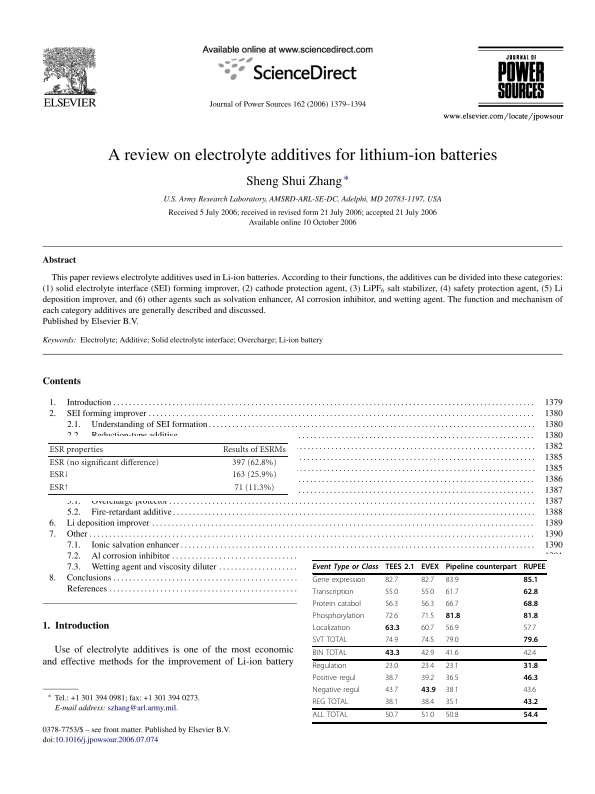 Available online at www.sciencedirect.com
ScienceDirect
ELSEVIER
JOURNAL OF
POWER
SOURCES
Journal of Power Sources 162 (2006) 1379–1394
www.elsevier.com/locate/jpowsour
A review on electrolyte additives for lithium-ion batteries
Sheng Shui Zhang *
U.S. Army Research Laboratory, AMSRD-ARL-SE-DC, Adelphi, MD 20783-1197, USA
Received 5 July 2006; received in revised form 21 July 2006; accepted 21 July 2006
Available online 10 October 2006
Abstract
This paper reviews electrolyte additives used in Li-ion batteries. According to their functions, the additives can be divided into these categories:
(1) solid electrolyte interface (SEI) forming improver, (2) cathode protection agent, (3) LiPF6 salt stabilizer, (4) safety protection agent, (5) Li
deposition improver, and (6) other agents such as solvation enhancer, Al corrosion inhibitor, and wetting agent. The function and mechanism of
each category additives are generally described and discussed.
Published by Elsevier B.V.
Keywords: Electrolyte; Additive; Solid electrolyte interface; Overcharge; Li-ion battery
Contents
1. Introduction 1379
2. SEI forming improver 1380
2.1. Understanding of SEI formation 1380
2.2. Reduction-type additive 1380
1382
1385
1385
1386
1387
ESR properties Results of ESRMs
ESR (no significant difference) 397 (62.8%)
ESR↓ 163 (25.9%)
ESR↑ 71 (11.3%)
5.1. Overcharge protector 1387
5.2. Fire-retardant additive 1388
6. Li deposition improver 1389
7. Other 1390
7.1. Ionic salvation enhancer 1390
7.2. Al corrosion inhibitor
7.3. Wetting agent and viscosity diluter
8. Conclusions
References
Event Type or Class TEES 2.1 EVEX Pipeline counterpart RUPEE
Gene expression 82.7 82.7 83.9 85.1
Transcription 55.0 55.0 61.7 62.8
Protein catabol 56.3 56.3 66.7 68.8
Phosphorylation 72.6 71.5 81.8 81.8
Localization 63.3 60.7 56.9 57.7
SVT TOTAL 74.9 74.5 79.0 79.6
BIN TOTAL 43.3 42.9 41.6 42.4
Regulation 23.0 23.4 23.1 31.8
Positive regul 38.7 39.2 36.5 46.3
Negative regul 43.7 43.9 38.1 43.6
REG TOTAL 38.1 38.4 35.1 43.2
ALL TOTAL 50.7 51.0 50.8 54.4
1. Introduction
Use of electrolyte additives is one of the most economic
and effective methods for the improvement of Li-ion battery
* Tel.: +1 301 394 0981; fax: +1 301 394 0273.
E-mail address: szhang@arl.army.mil.
0378-7753/$ – see front matter. Published by Elsevier B.V.
doi:10.1016/j.jpowsour.2006.07.074